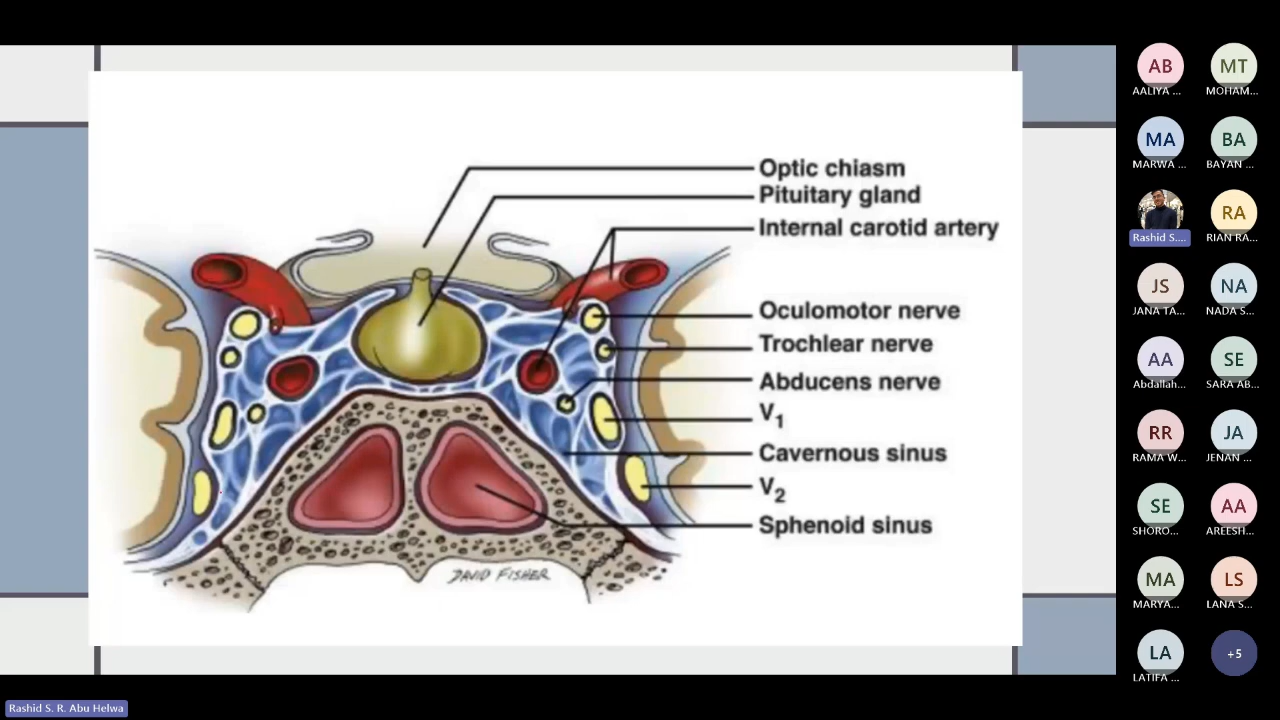 Optic chiasm
Pituitary gland
Internal carotid artery
Oculomotor nerve
Trochlear nerve
Abducens nerve
V1
Cavernous sinus
V2
Sphenoid sinus
DAVID FISHER
AB
AALIYA ...
MT
MOHAM...
MA
MARWA ...
BA
BAYAN ...
Rashid S....
RA
RIAN RA...
JS
JANA TA...
NA
NADA S...
AA
Abdallah...
SE
SARA AB...
RR
RAMA W...
JA
JENAN ...
SE
SHORO...
AA
AREESH...
MA
MARYA...
LS
LANA S...
LA
LATIFA ...
+5
Rashid S. R. Abu Helwa